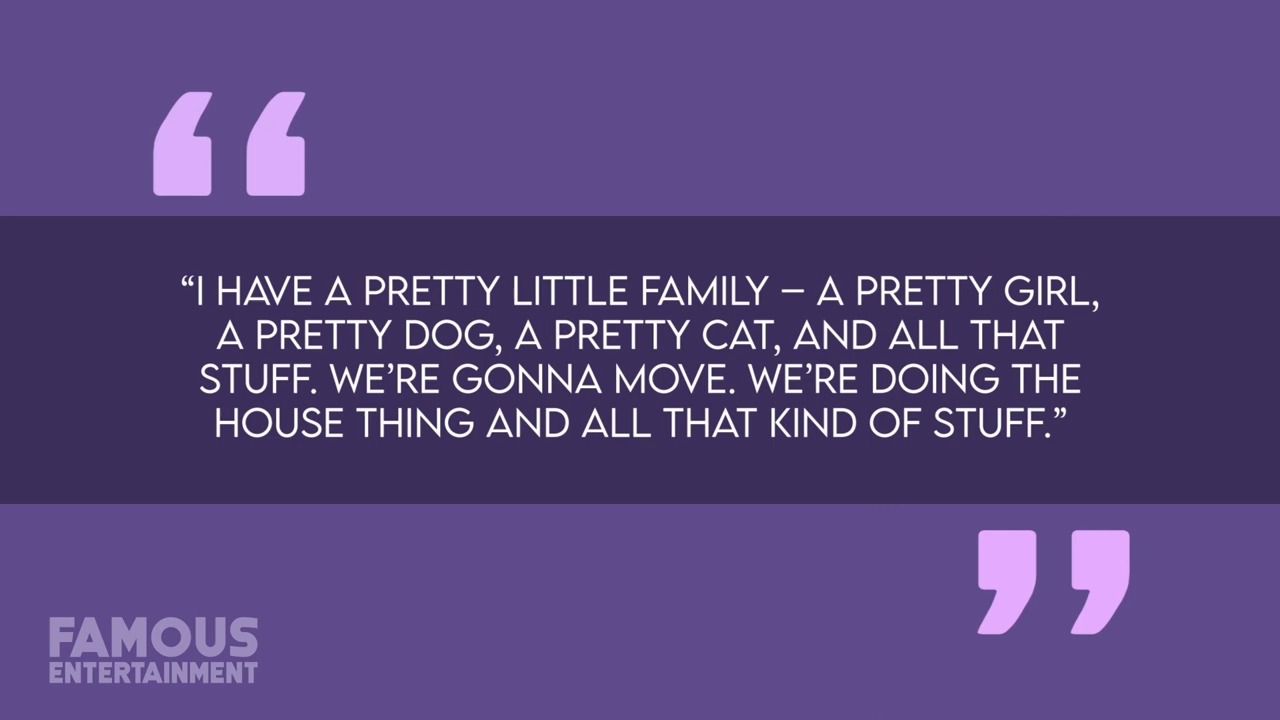 “I HAVE A PRETTY LITTLE FAMILY – A PRETTY GIRL,
A PRETTY DOG, A PRETTY CAT, AND ALL THAT
STUFF. WE’RE GONNA MOVE. WE’RE DOING THE
HOUSE THING AND ALL THAT KIND OF STUFF.”
FAMOUS
ENTERTAINMENT